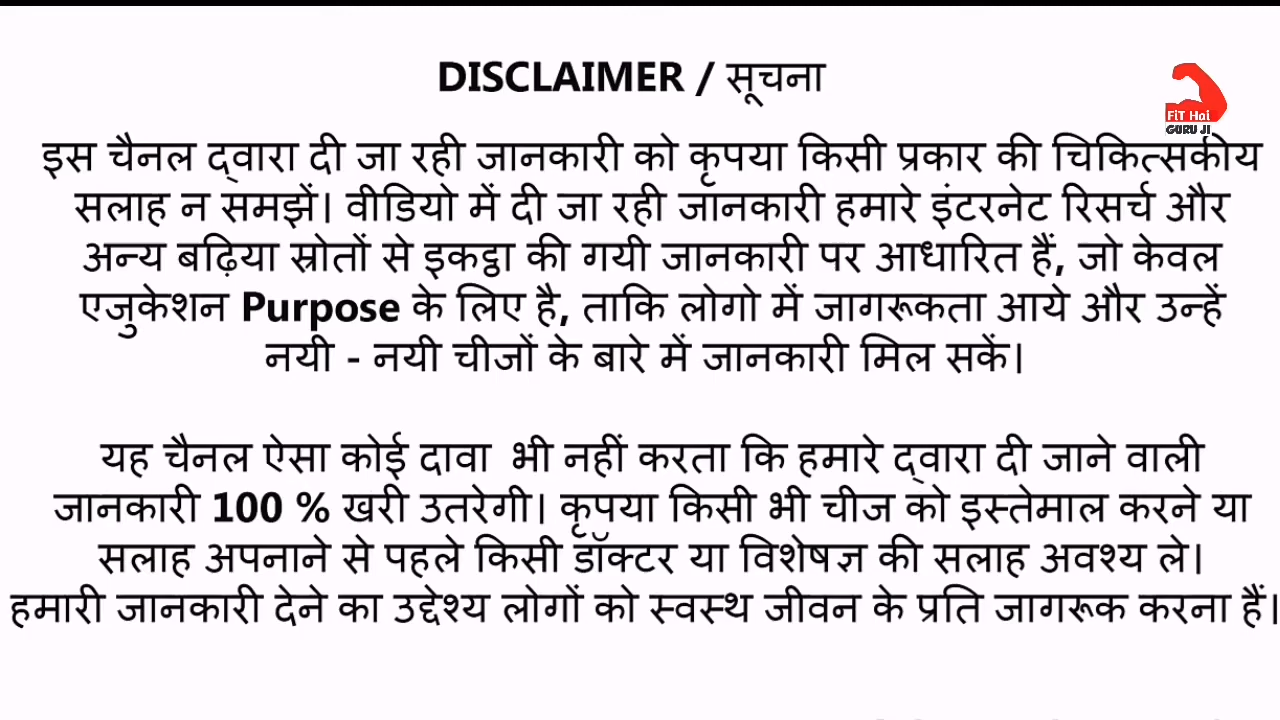 DISCLAIMER / सूचना
FiT Hai
GURU JI
इस चैनल द्वारा दी जा रही जानकारी को कृपया किसी प्रकार की चिकित्सकीय
सलाह न समझें। वीडियो में दी जा रही जानकारी हमारे इंटरनेट रिसर्च और
अन्य बढ़िया स्रोतों से इकट्ठा की गयी जानकारी पर आधारित हैं, जो केवल
एजुकेशन Purpose के लिए है, ताकि लोगो में जागरूकता आये और उन्हें
नयी - नयी चीजों के बारे में जानकारी मिल सकें।
यह चैनल ऐसा कोई दावा भी नहीं करता कि हमारे द्वारा दी जाने वाली
जानकारी 100 % खरी उतरेगी। कृपया किसी भी चीज को इस्तेमाल करने या
सलाह अपनाने से पहले किसी डॉक्टर या विशेषज्ञ की सलाह अवश्य ले।
हमारी जानकारी देने का उद्देश्य लोगों को स्वस्थ जीवन के प्रति जागरूक करना हैं।